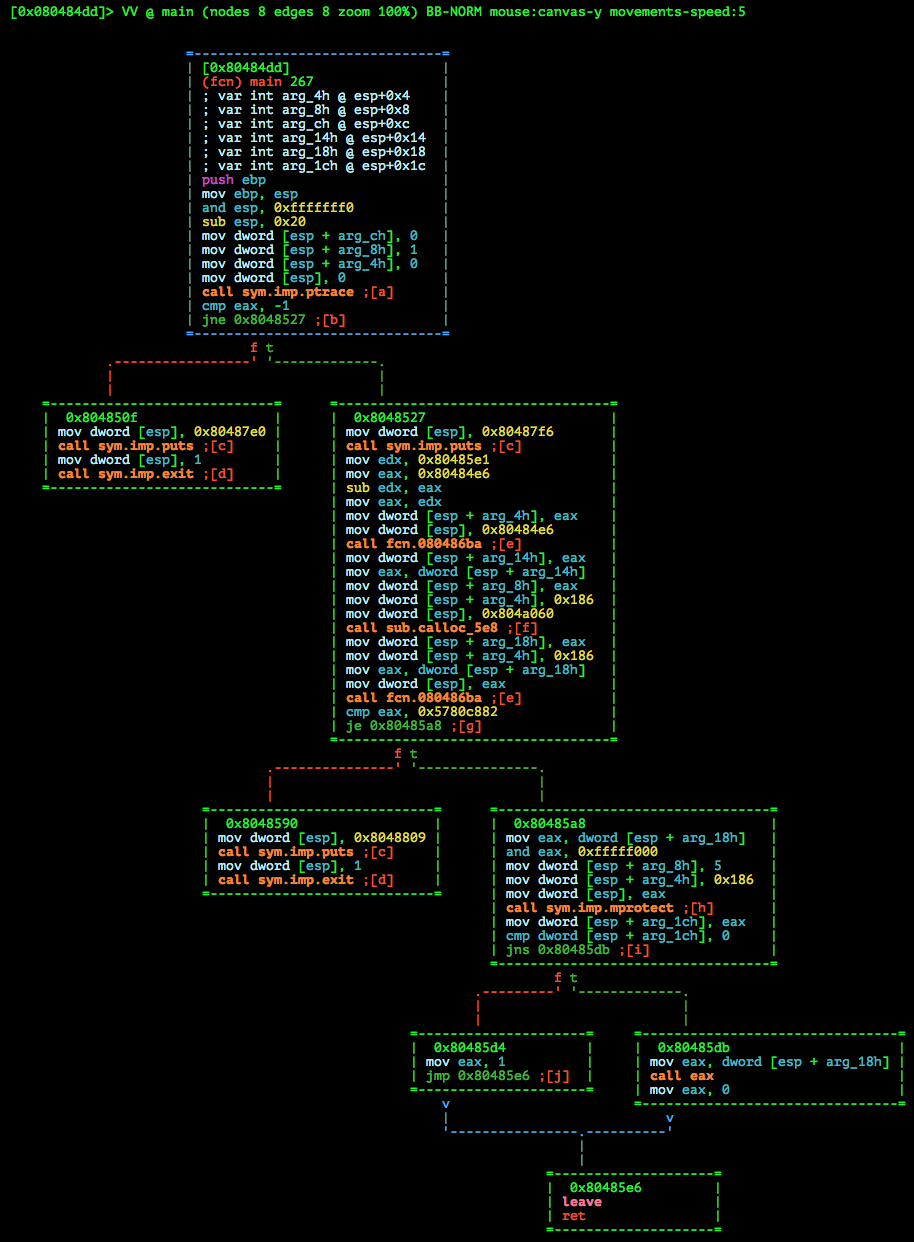 [0x080484dd]> VV @ main (nodes 8 edges 8 zoom 100%) BB-NORM mouse:canvas-y movements-speed:5
[0x80484dd]
(fcn) main 267
; var int arg_4h @ esp+0x4
; var int arg_8h @ esp+0x8
; var int arg_ch @ esp+0xc
; var int arg_14h @ esp+0x14
; var int arg_18h @ esp+0x18
; var int arg_1ch @ esp+0x1c
push ebp
mov ebp, esp
and esp, 0xfffffff0
sub esp, 0x20
mov dword [esp + arg_ch], 0
mov dword [esp + arg_8h], 1
mov dword [esp + arg_4h], 0
mov dword [esp], 0
call sym.imp.ptrace ;[a]
cmp eax, -1
jne 0x8048527 ;[b]
f t
0x804850f
mov dword [esp], 0x80487e0
call sym.imp.puts ;[c]
mov dword [esp], 1
call sym.imp.exit ;[d]
0x8048527
mov dword [esp], 0x80487f6
call sym.imp.puts ;[c]
mov edx, 0x80485e1
mov eax, 0x80484e6
sub edx, eax
mov eax, edx
mov dword [esp + arg_4h], eax
mov dword [esp], 0x80484e6
call fcn.080486ba ;[e]
mov dword [esp + arg_14h], eax
mov eax, dword [esp + arg_14h]
mov dword [esp + arg_8h], eax
mov dword [esp + arg_4h], 0x186
mov dword [esp], 0x804a060
call sub.calloc_5e8 ;[f]
mov dword [esp + arg_18h], eax
mov dword [esp + arg_4h], 0x186
mov eax, dword [esp + arg_18h]
mov dword [esp], eax
call fcn.080486ba ;[e]
cmp eax, 0x5780c882
je 0x80485a8 ;[g]
f t
0x8048590
mov dword [esp], 0x8048809
call sym.imp.puts ;[c]
mov dword [esp], 1
call sym.imp.exit ;[d]
0x80485a8
mov eax, dword [esp + arg_18h]
and eax, 0xfffff000
mov dword [esp + arg_8h], 5
mov dword [esp + arg_4h], 0x186
mov dword [esp], eax
call sym.imp.mprotect ;[h]
mov dword [esp + arg_1ch], eax
cmp dword [esp + arg_1ch], 0
jns 0x80485db ;[i]
f t
0x80485d4
mov eax, 1
jmp 0x80485e6 ;[j]
v
0x80485db
mov eax, dword [esp + arg_18h]
call eax
mov eax, 0
v
0x80485e6
leave
ret